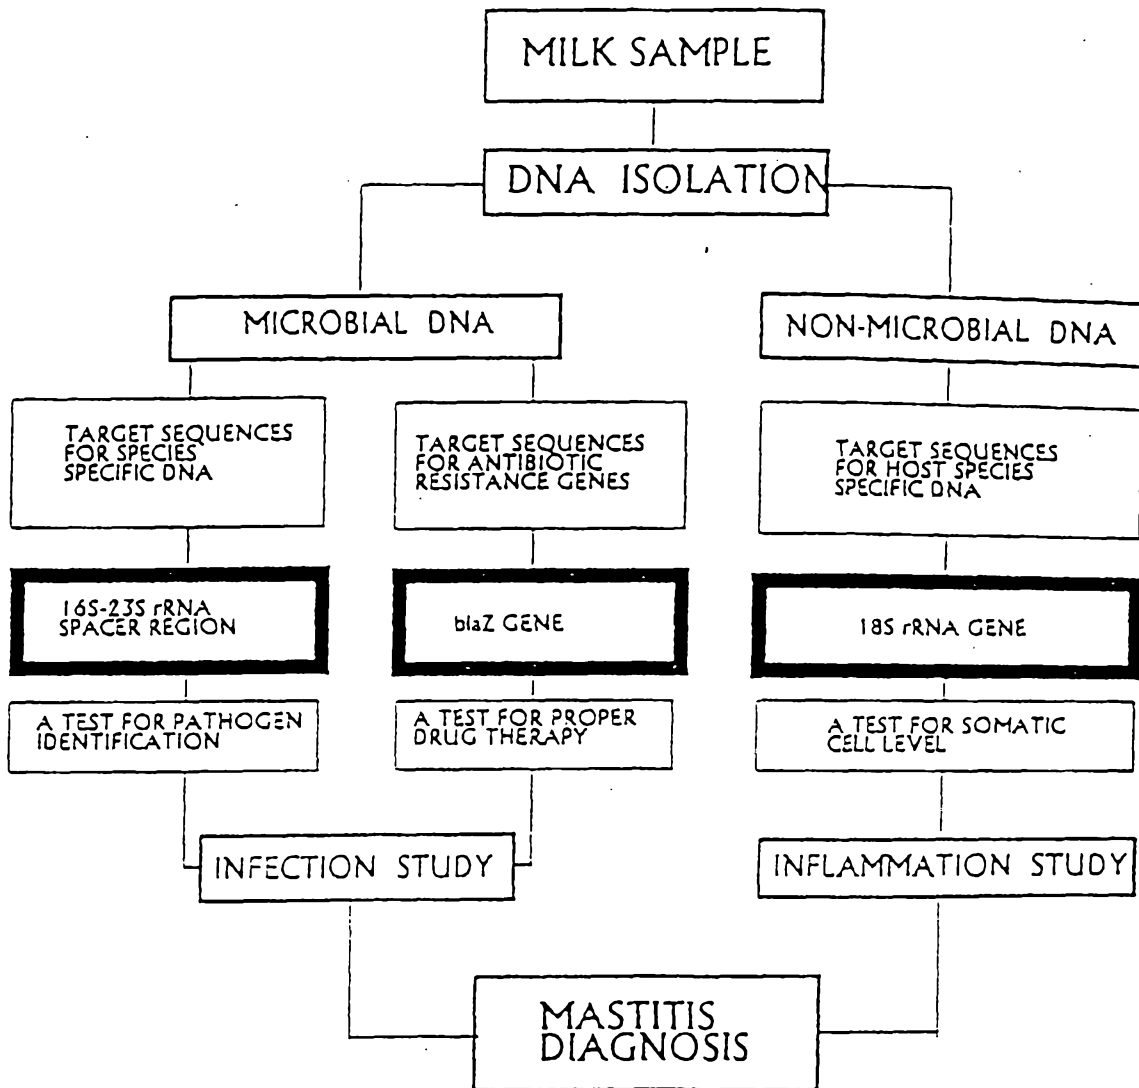 MILK SAMPLE
DNA ISOLATION
MICROBIAL DNA
NON-MICROBIAL DNA
TARGET SEQUENCES
FOR SPECIES
SPECIFIC DNA
TARGET SEQUENCES
FOR ANTIBIOTIC
RESISTANCE GENES
TARGET SEQUENCES
FOR HOST SPECIES
SPECIFIC DNA
16S-23S rRNA
SPACER REGION
blaZ GENE
18S rRNA GENE
A TEST FOR PATHOGEN
IDENTIFICATION
A TEST FOR PROPER
DRUG THERAPY
A TEST FOR SOMATIC
CELL LEVEL
INFECTION STUDY
INFLAMMATION STUDY
MASTITIS
DIAGNOSIS